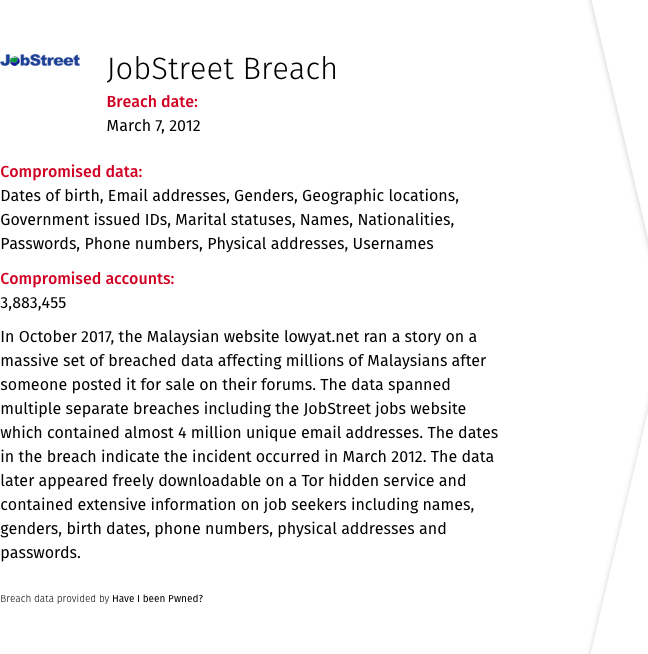 JobStreet
JobStreet Breach
Breach date:
March 7, 2012
Compromised data:
Dates of birth, Email addresses, Genders, Geographic locations,
Government issued IDs, Marital statuses, Names, Nationalities,
Passwords, Phone numbers, Physical addresses, Usernames
Compromised accounts:
3,883,455
In October 2017, the Malaysian website lowyat.net ran a story on a
massive set of breached data affecting millions of Malaysians after
someone posted it for sale on their forums. The data spanned
multiple separate breaches including the JobStreet jobs website
which contained almost 4 million unique email addresses. The dates
in the breach indicate the incident occurred in March 2012. The data
later appeared freely downloadable on a Tor hidden service and
contained extensive information on job seekers including names,
genders, birth dates, phone numbers, physical addresses and
passwords.
Breach data provided by Have I been Pwned?